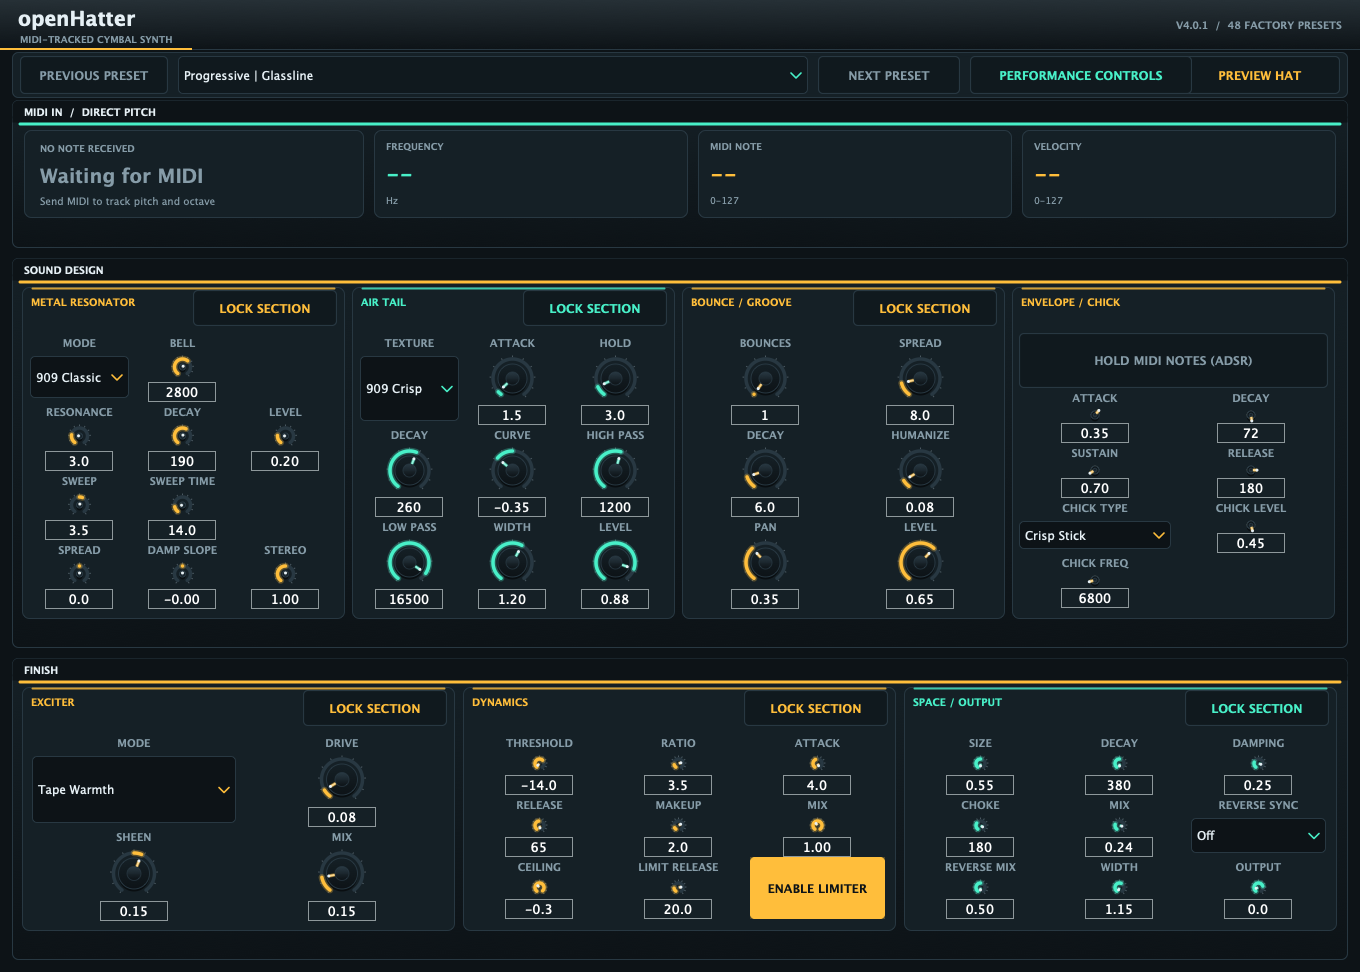 openHatter
MIDI-TRACKED CYMBAL SYNTH
V4.0.1 / 48 FACTORY PRESETS
PREVIOUS PRESET
Progressive | Glassline
NEXT PRESET
PERFORMANCE CONTROLS
PREVIEW HAT
MIDI IN / DIRECT PITCH
NO NOTE RECEIVED
Waiting for MIDI
Send MIDI to track pitch and octave
FREQUENCY
--
Hz
MIDI NOTE
--
0-127
VELOCITY
--
0-127
SOUND DESIGN
METAL RESONATOR
LOCK SECTION
MODE
BELL
909 Classic
2800
RESONANCE
DECAY
LEVEL
3.0
190
0.20
SWEEP
SWEEP TIME
3.5
14.0
SPREAD
DAMP SLOPE
STEREO
0.0
-0.00
1.00
AIR TAIL
LOCK SECTION
TEXTURE
ATTACK
HOLD
909 Crisp
1.5
3.0
DECAY
CURVE
HIGH PASS
260
-0.35
1200
LOW PASS
WIDTH
LEVEL
16500
1.20
0.88
BOUNCE / GROOVE
LOCK SECTION
BOUNCES
SPREAD
1
8.0
DECAY
HUMANIZE
6.0
0.08
PAN
LEVEL
0.35
0.65
ENVELOPE / CHICK
HOLD MIDI NOTES (ADSR)
ATTACK
DECAY
0.35
72
SUSTAIN
RELEASE
0.70
180
CHICK TYPE
CHICK LEVEL
Crisp Stick
0.45
CHICK FREQ
6800
FINISH
EXCITER
LOCK SECTION
MODE
DRIVE
Tape Warmth
0.08
SHEEN
MIX
0.15
0.15
DYNAMICS
LOCK SECTION
THRESHOLD
RATIO
ATTACK
-14.0
3.5
4.0
RELEASE
MAKEUP
MIX
65
2.0
1.00
CEILING
LIMIT RELEASE
ENABLE LIMITER
-0.3
20.0
SPACE / OUTPUT
LOCK SECTION
SIZE
DECAY
DAMPING
0.55
380
0.25
CHOKE
MIX
REVERSE SYNC
180
0.24
Off
REVERSE MIX
WIDTH
OUTPUT
0.50
1.15
0.0